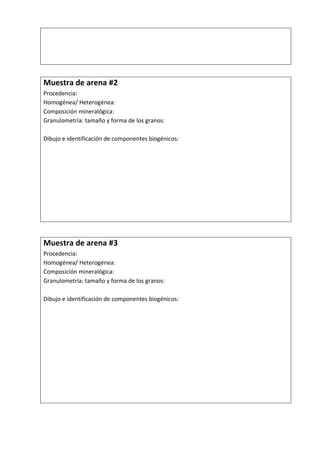 Muestra de arena #2
Procedencia:
Homogénea/ Heterogénea:
Composición mineralógica:
Granulometría: tamaño y forma de los granos:
Dibujo e identificación de componentes biogénicos:
Muestra de arena #3
Procedencia:
Homogénea/ Heterogénea:
Composición mineralógica:
Granulometría: tamaño y forma de los granos:
Dibujo e identificación de componentes biogénicos: